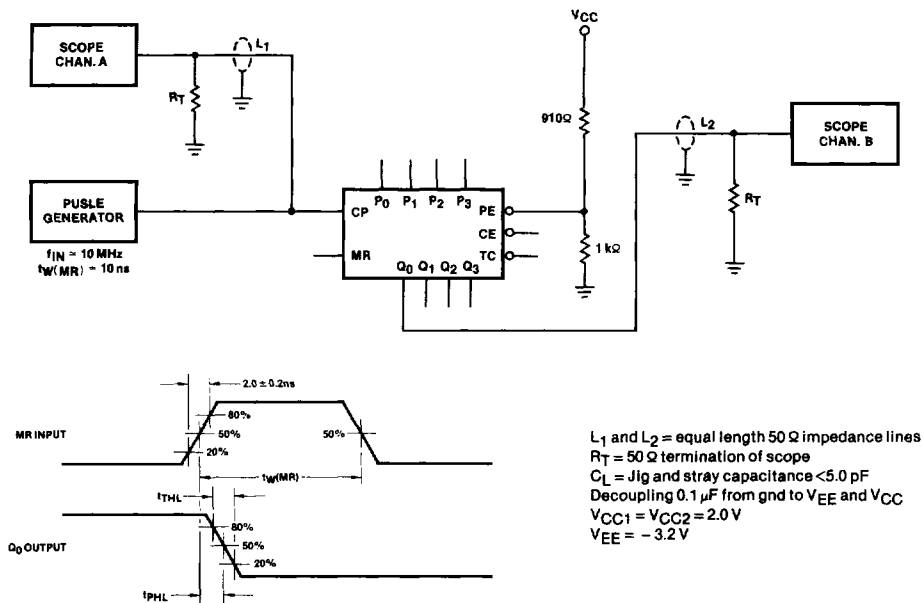 VCC
SCOPE
CHAN. A
L1
RT
910Ω
L2
SCOPE
CHAN. B
RT
PUSLE
GENERATOR
fIN ≃ 10 MHz
tW(MR) ≃ 10 ns
P0 P1 P2 P3
CP
PE
CE
MR
TC
Q0 Q1 Q2 Q3
1 kΩ
2.0 ± 0.2ns
MR INPUT
80%
50%
20%
50%
tW(MR)
tTHL
Q0 OUTPUT
80%
50%
20%
tPHL
L1 and L2 = equal length 50 Ω impedance lines
RT = 50 Ω termination of scope
CL = Jig and stray capacitance <5.0 pF
Decoupling 0.1 µF from gnd to VEE and VCC
VCC1 = VCC2 = 2.0 V
VEE = −3.2 V